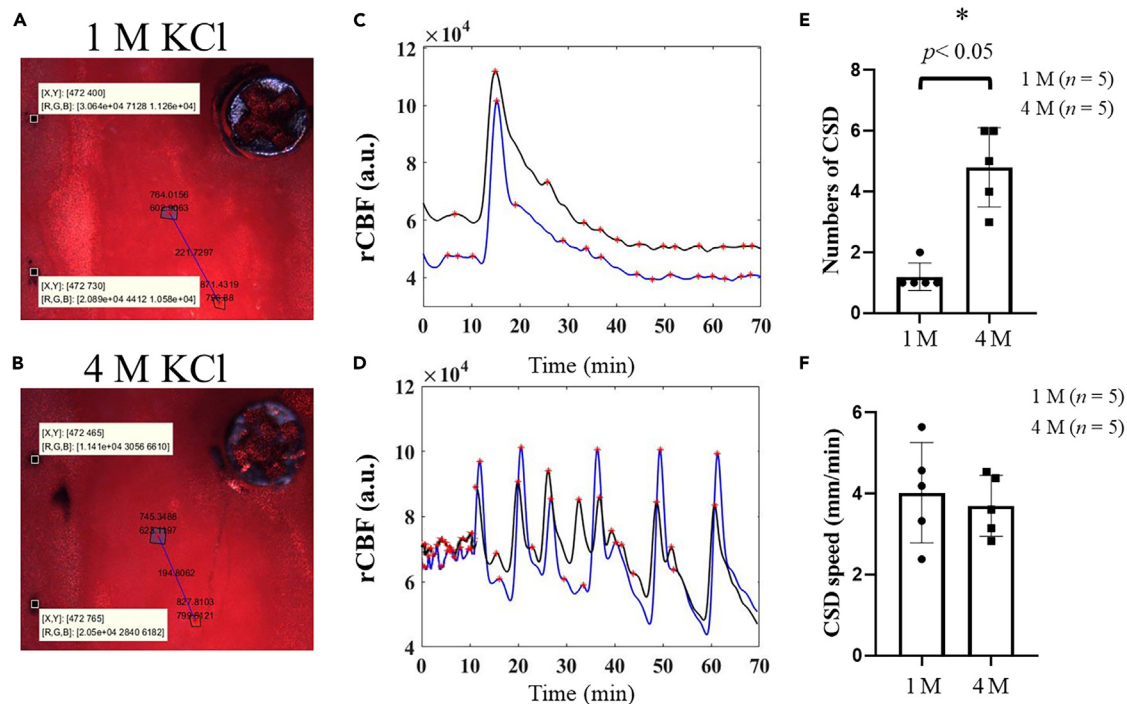 A
1 M KCl
[X,Y]: [472 400]
[R,G,B]: [3.064e+04 7128 1.126e+04]
764.0156
221.7297
871.4319
[X,Y]: [472 730]
[R,G,B]: [2.089e+04 4412 1.058e+04]
B
4 M KCl
[X,Y]: [472 465]
[R,G,B]: [1.141e+04 3056 6610]
745.3488
194.8062
827.8103
[X,Y]: [472 765]
[R,G,B]: [2.05e+04 2840 6182]
C
×10⁴
12
10
8
6
4
rCBF (a.u.)
0 10 20 30 40 50 60 70
Time (min)
D
×10⁴
12
10
8
6
4
rCBF (a.u.)
0 10 20 30 40 50 60 70
Time (min)
E
*
p< 0.05
1 M (n = 5)
4 M (n = 5)
8
6
4
2
0
Numbers of CSD
1 M 4 M
F
1 M (n = 5)
4 M (n = 5)
6
4
2
0
CSD speed (mm/min)
1 M 4 M